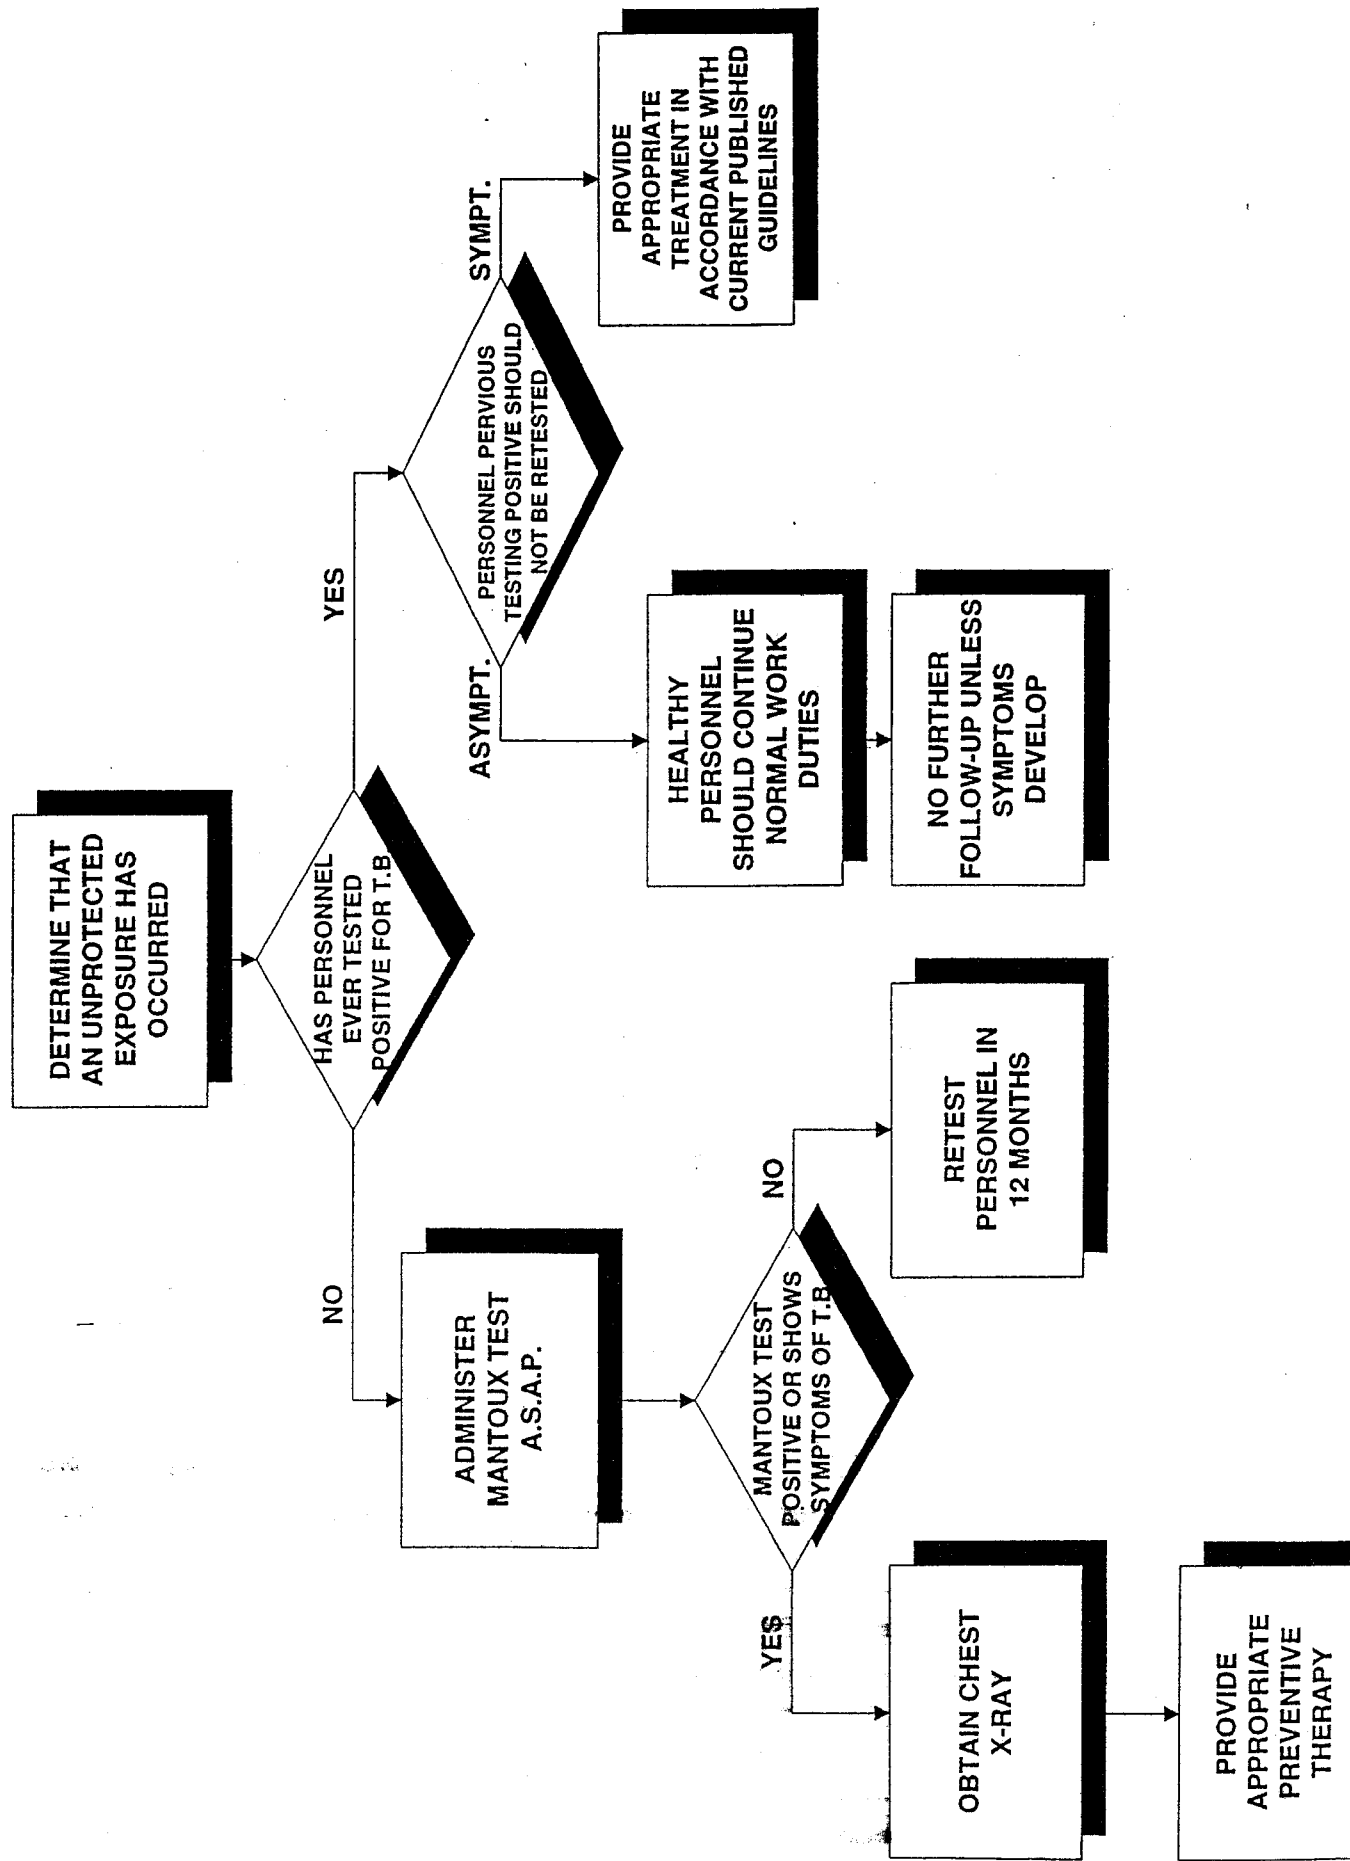 DETERMINE THAT
AN UNPROTECTED
EXPOSURE HAS
OCCURRED
HAS PERSONNEL
EVER TESTED
POSITIVE FOR T.B.
NO
YES
ADMINISTER
MANTOUX TEST
A.S.A.P.
PERSONNEL PERVIOUS
TESTING POSITIVE SHOULD
NOT BE RETESTED
ASYMPT.
SYMPT.
PROVIDE
APPROPRIATE
TREATMENT IN
ACCORDANCE WITH
CURRENT PUBLISHED
GUIDELINES
HEALTHY
PERSONNEL
SHOULD CONTINUE
NORMAL WORK
DUTIES
NO FURTHER
FOLLOW-UP UNLESS
SYMPTOMS
DEVELOP
MANTOUX TEST
POSITIVE OR SHOWS
SYMPTOMS OF T.B.
YES
NO
OBTAIN CHEST
X-RAY
RETEST
PERSONNEL IN
12 MONTHS
PROVIDE
APPROPRIATE
PREVENTIVE
THERAPY